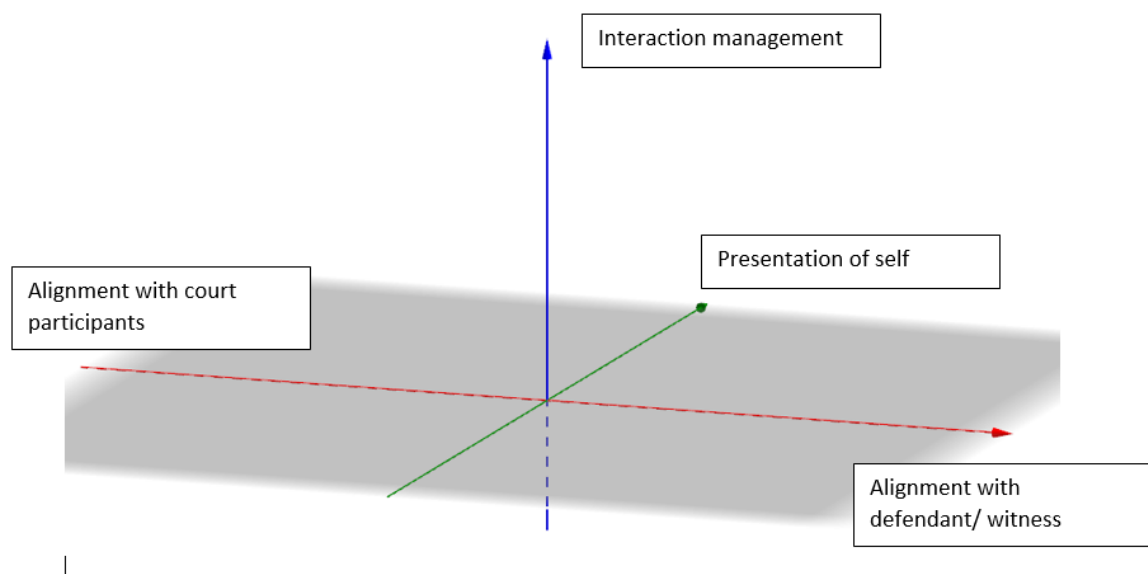 Interaction management
Presentation of self
Alignment with court
participants
Alignment with
defendant/ witness